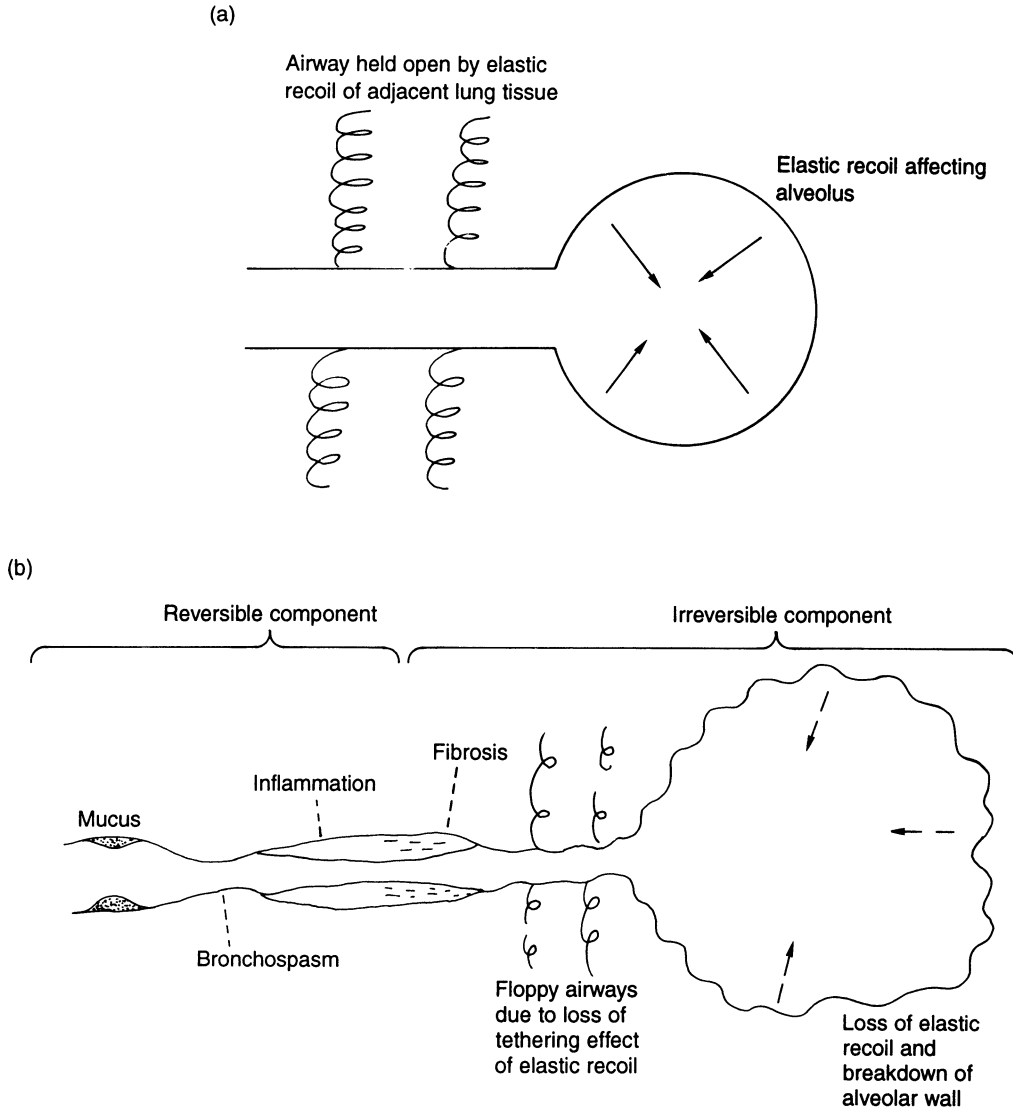 (a)
Airway held open by elastic
recoil of adjacent lung tissue
Elastic recoil affecting
alveolus
(b)
Reversible component
Irreversible component
Fibrosis
Inflammation
Mucus
Bronchospasm
Floppy airways
due to loss of
tethering effect
of elastic recoil
Loss of elastic
recoil and
breakdown of
alveolar wall